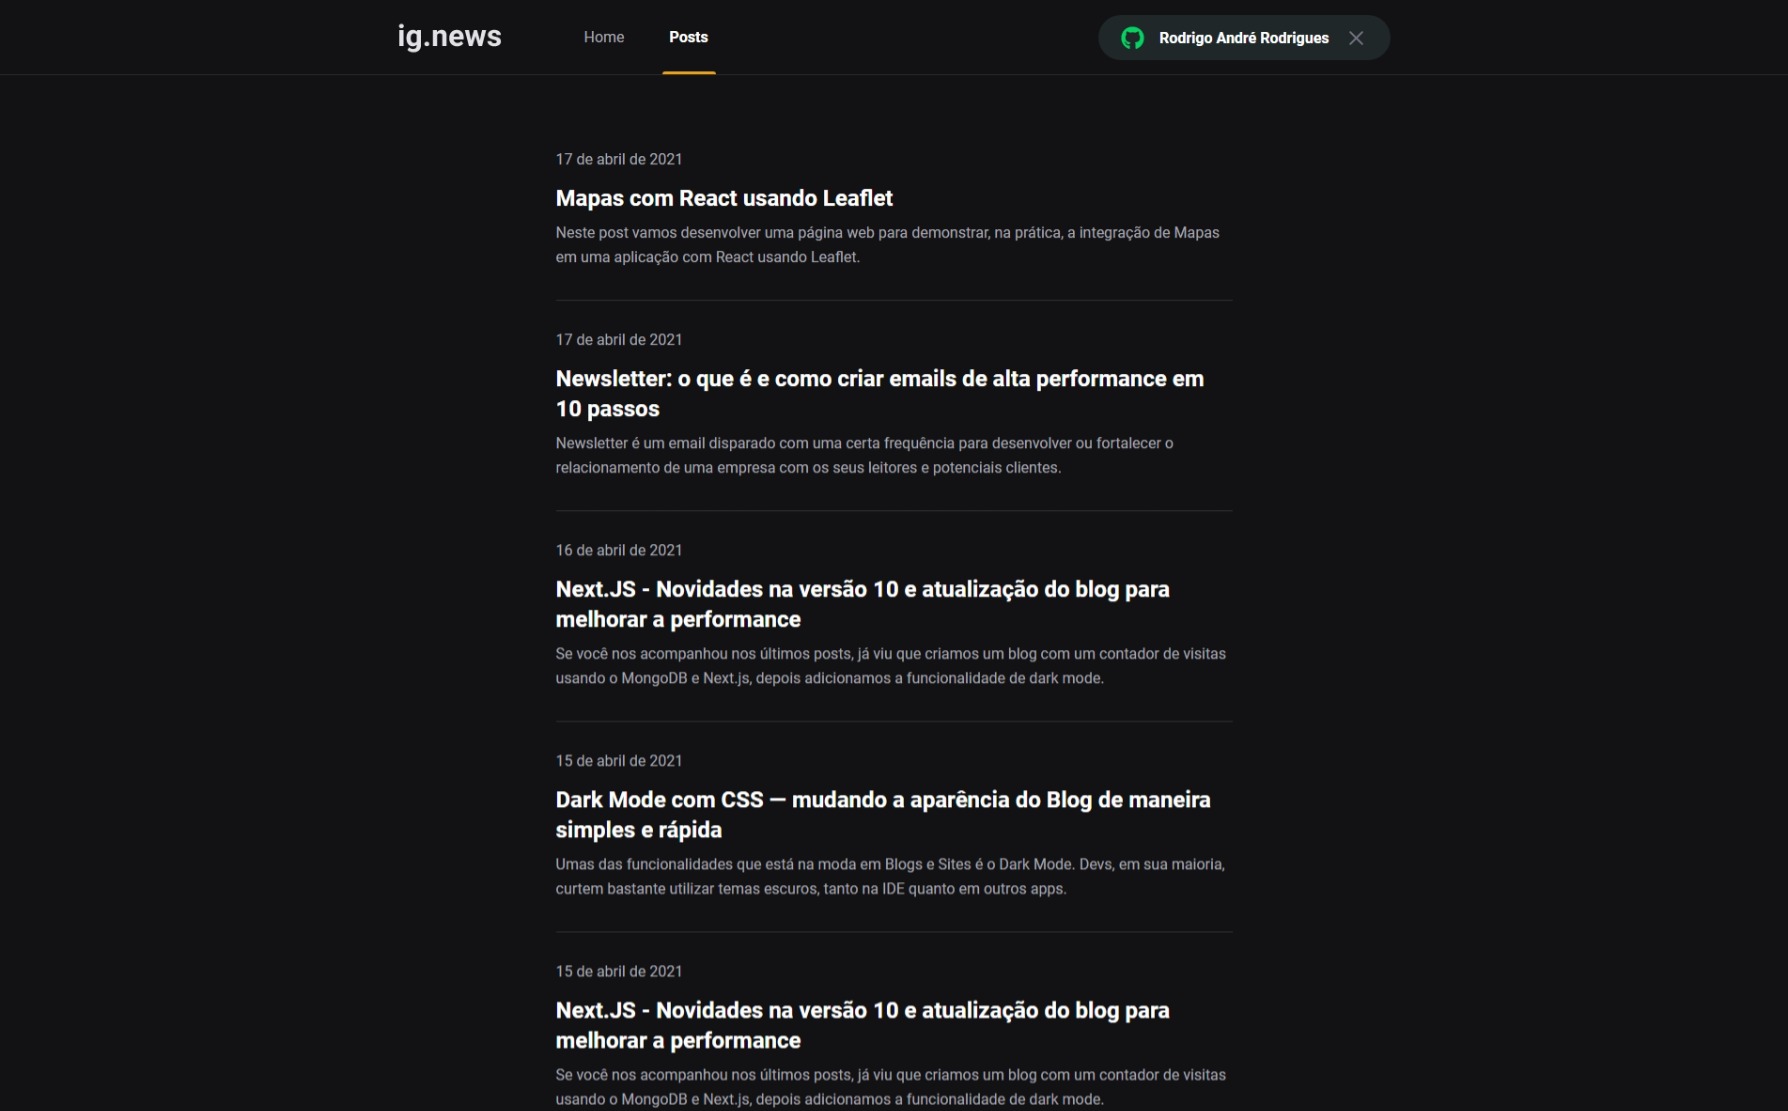 ig.news
Home
Posts
Rodrigo André Rodrigues
17 de abril de 2021
Mapas com React usando Leaflet
Neste post vamos desenvolver uma página web para demonstrar, na prática, a integração de Mapas
em uma aplicação com React usando Leaflet.
17 de abril de 2021
Newsletter: o que é e como criar emails de alta performance em
10 passos
Newsletter é um email disparado com uma certa frequência para desenvolver ou fortalecer o
relacionamento de uma empresa com os seus leitores e potenciais clientes.
16 de abril de 2021
Next.JS - Novidades na versão 10 e atualização do blog para
melhorar a performance
Se você nos acompanhou nos últimos posts, já viu que criamos um blog com um contador de visitas
usando o MongoDB e Next.js, depois adicionamos a funcionalidade de dark mode.
15 de abril de 2021
Dark Mode com CSS — mudando a aparência do Blog de maneira
simples e rápida
Umas das funcionalidades que está na moda em Blogs e Sites é o Dark Mode. Devs, em sua maioria,
curtem bastante utilizar temas escuros, tanto na IDE quanto em outros apps.
15 de abril de 2021
Next.JS - Novidades na versão 10 e atualização do blog para
melhorar a performance
Se você nos acompanhou nos últimos posts, já viu que criamos um blog com um contador de visitas
usando o MongoDB e Next.js, depois adicionamos a funcionalidade de dark mode.